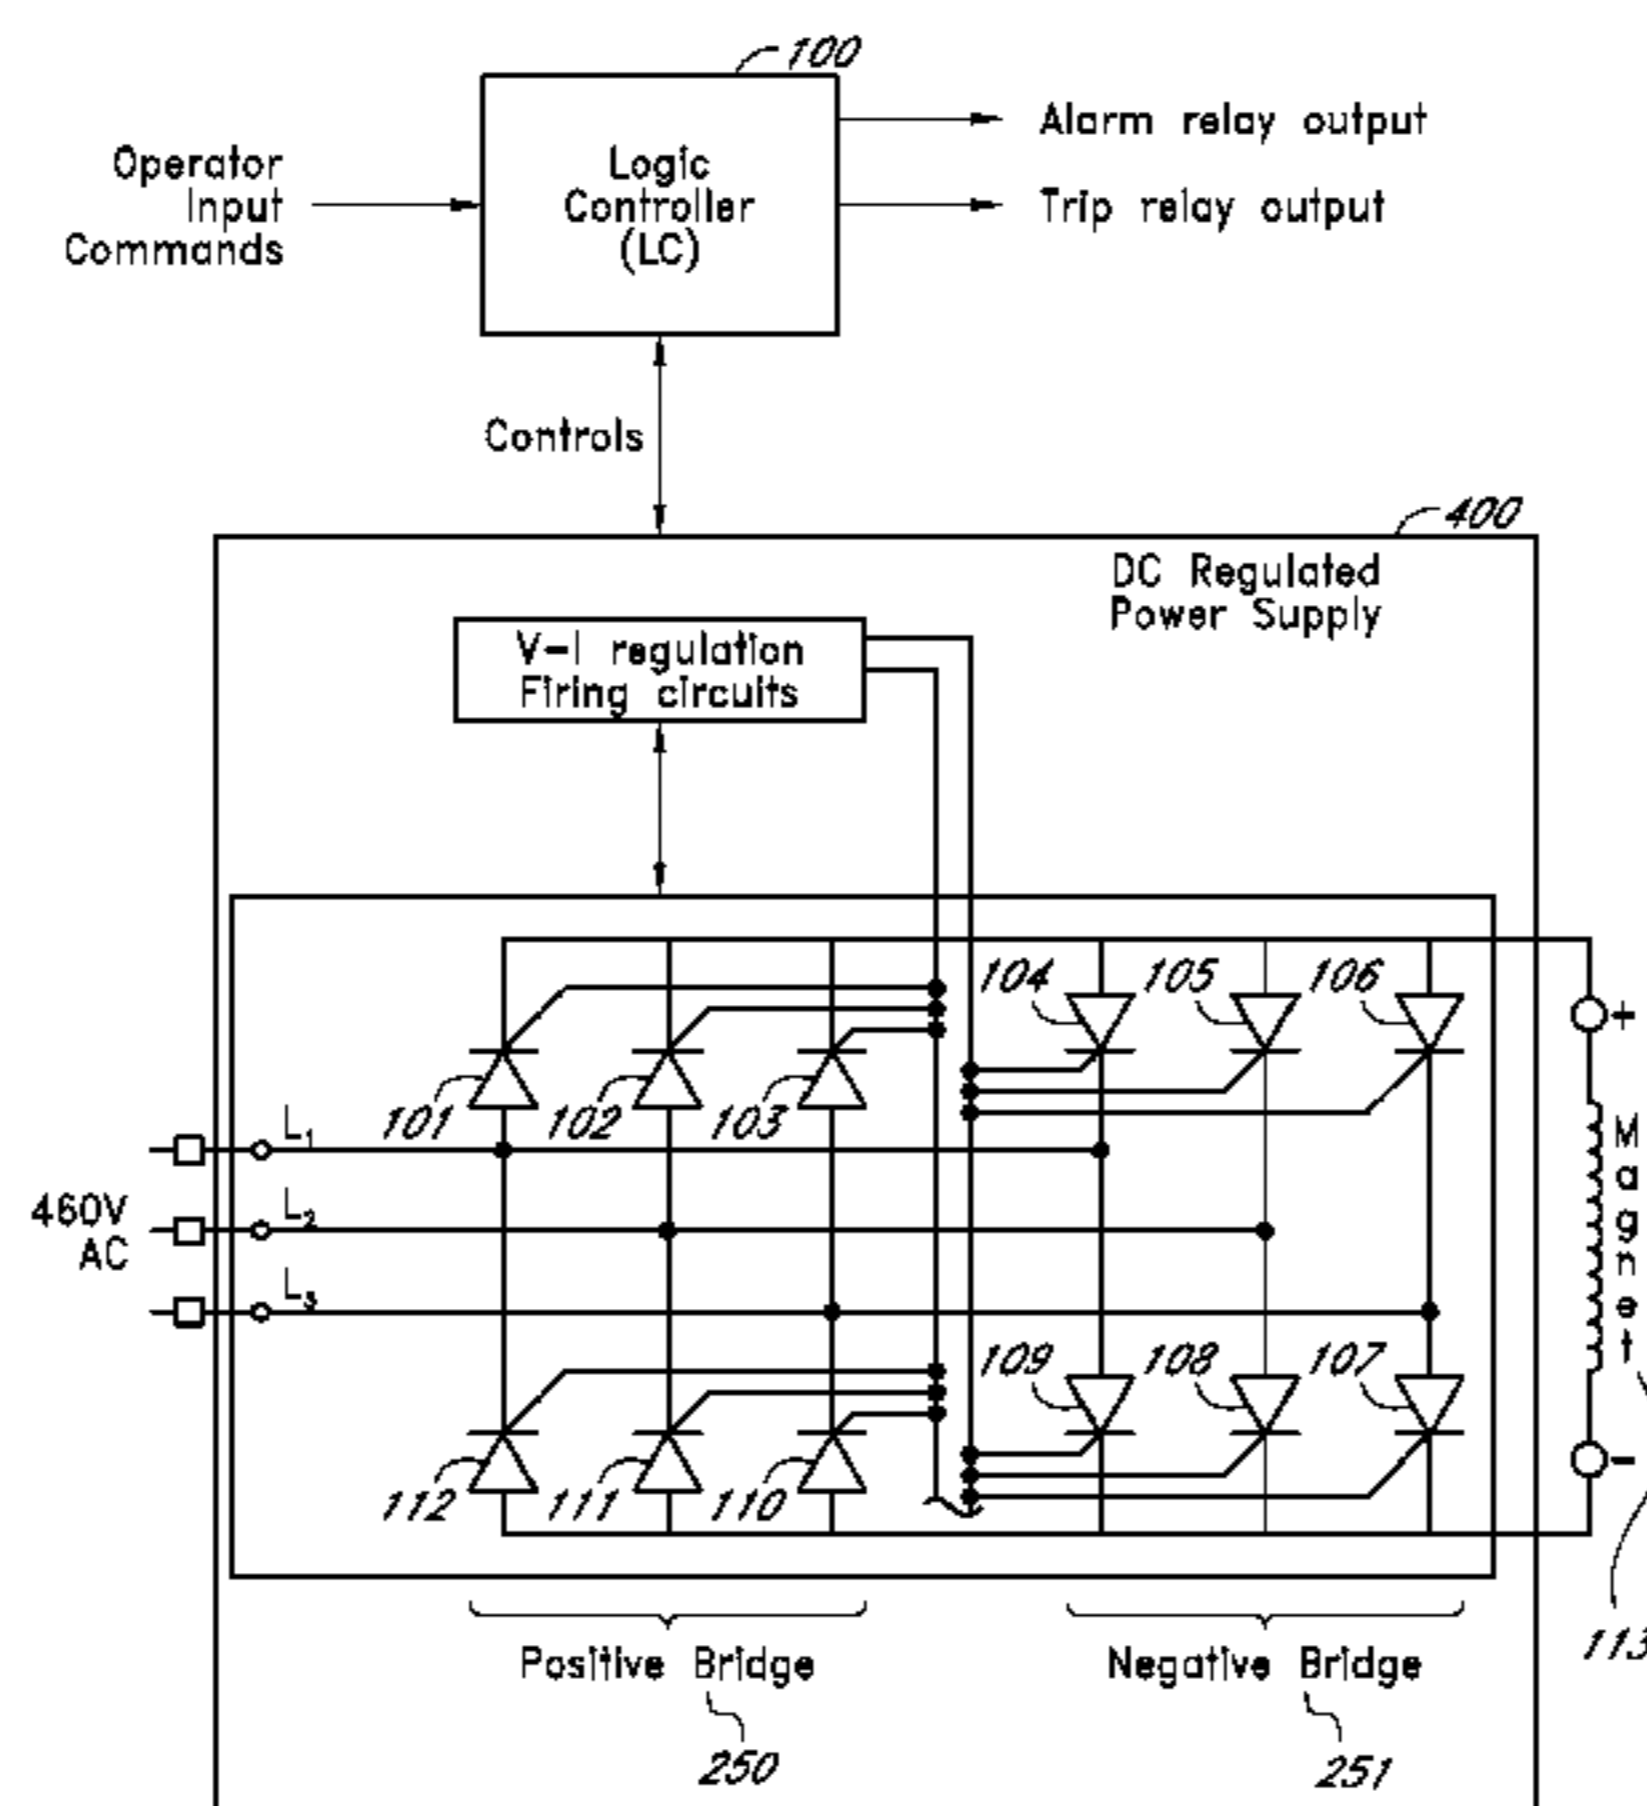 100
Operator
Input
Commands
Logic
Controller
(LC)
Alarm relay output
Trip relay output
Controls
400
DC Regulated
Power Supply
V-I regulation
Firing circuits
104
105
106
101
102
103
+
L1
460V
AC
L2
L3
Magnet
109
108
107
112
111
110
-
113
Positive Bridge
250
Negative Bridge
251